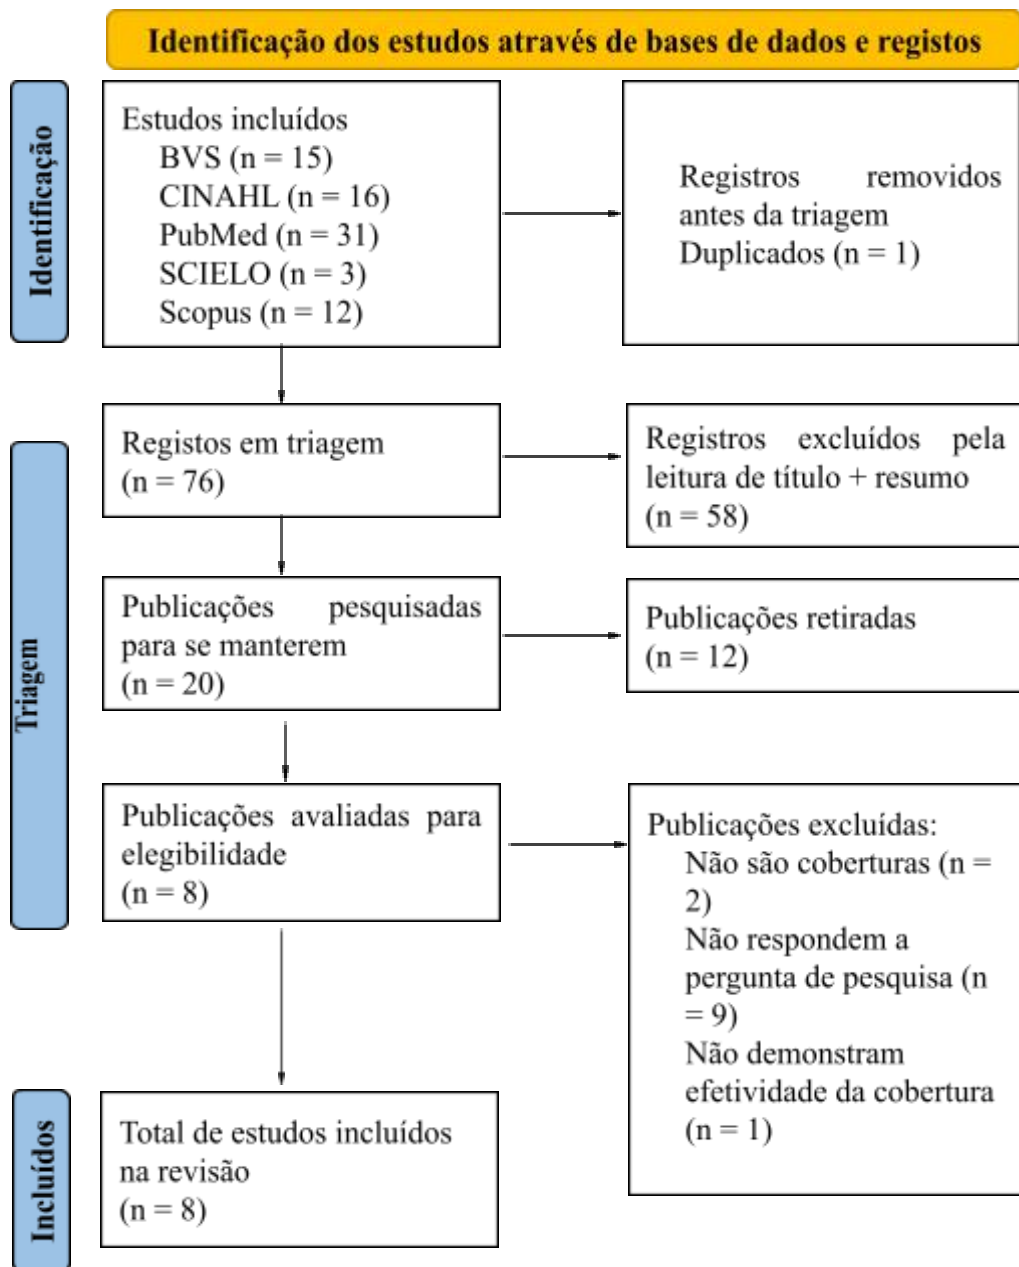 Identificação dos estudos através de bases de dados e registos
Identificação
Estudos incluídos
BVS (n = 15)
CINAHL (n = 16)
PubMed (n = 31)
SCIELO (n = 3)
Scopus (n = 12)
Registros removidos
antes da triagem
Duplicados (n = 1)
Triagem
Registos em triagem
(n = 76)
Registros excluídos pela
leitura de título + resumo
(n = 58)
Publicações pesquisadas
para se manterem
(n = 20)
Publicações retiradas
(n = 12)
Publicações avaliadas para
elegibilidade
(n = 8)
Publicações excluídas:
Não são coberturas (n =
2)
Não respondem a
pergunta de pesquisa (n
= 9)
Não demonstram
efetividade da cobertura
(n = 1)
Incluídos
Total de estudos incluídos
na revisão
(n = 8)